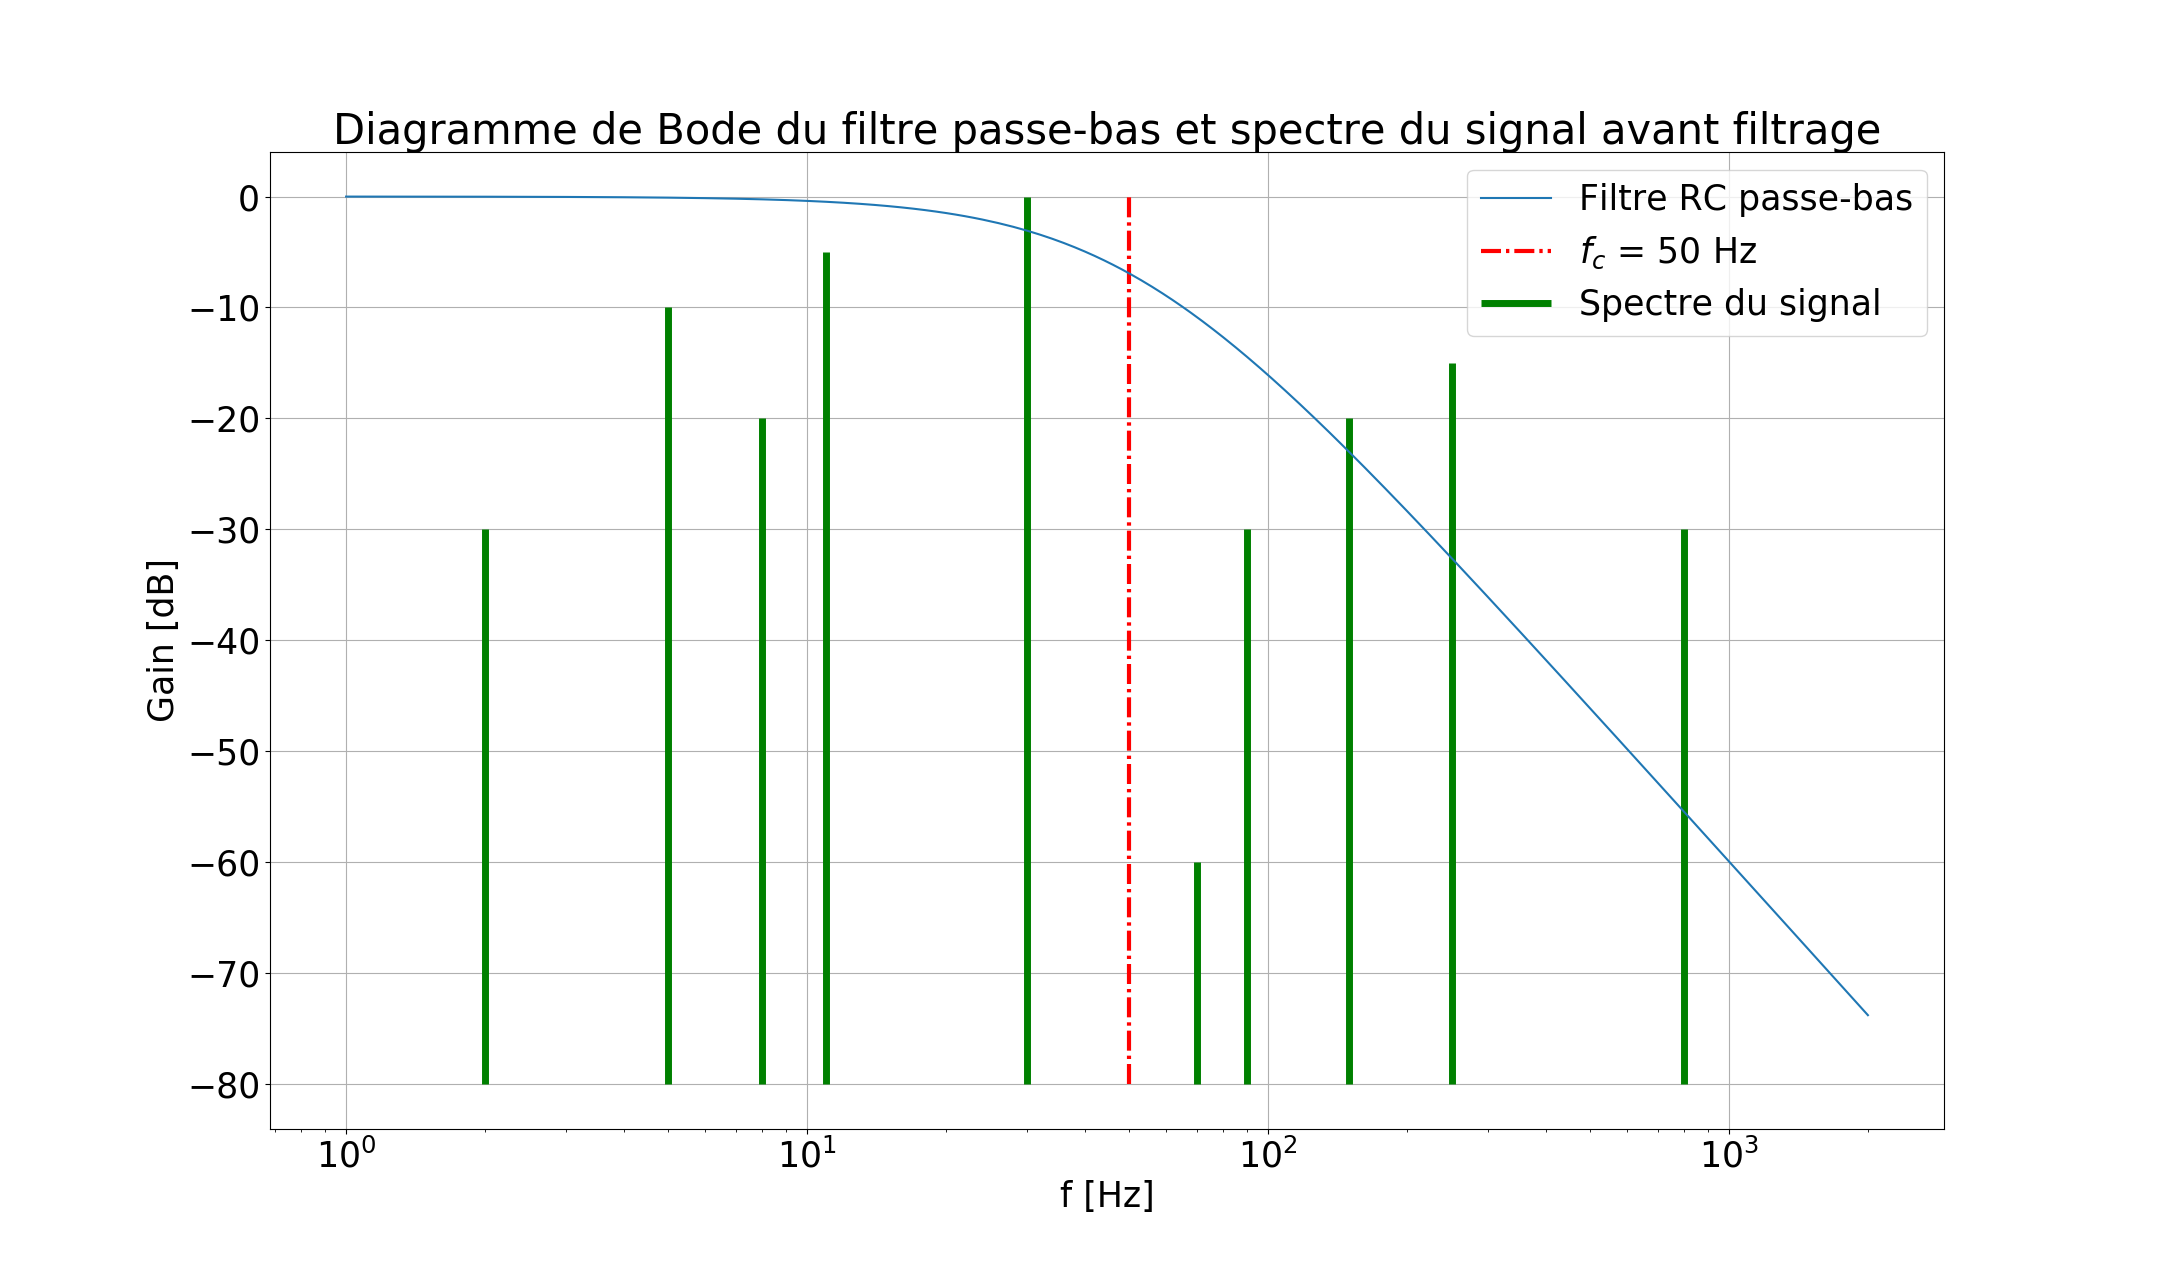 Diagramme de Bode du filtre passe-bas et spectre du signal avant filtrage
Filtre RC passe-bas
f_c = 50 Hz
Spectre du signal
Gain [dB]
0
−10
−20
−30
−40
−50
−60
−70
−80
10^0 10^1 10^2 10^3
f [Hz]